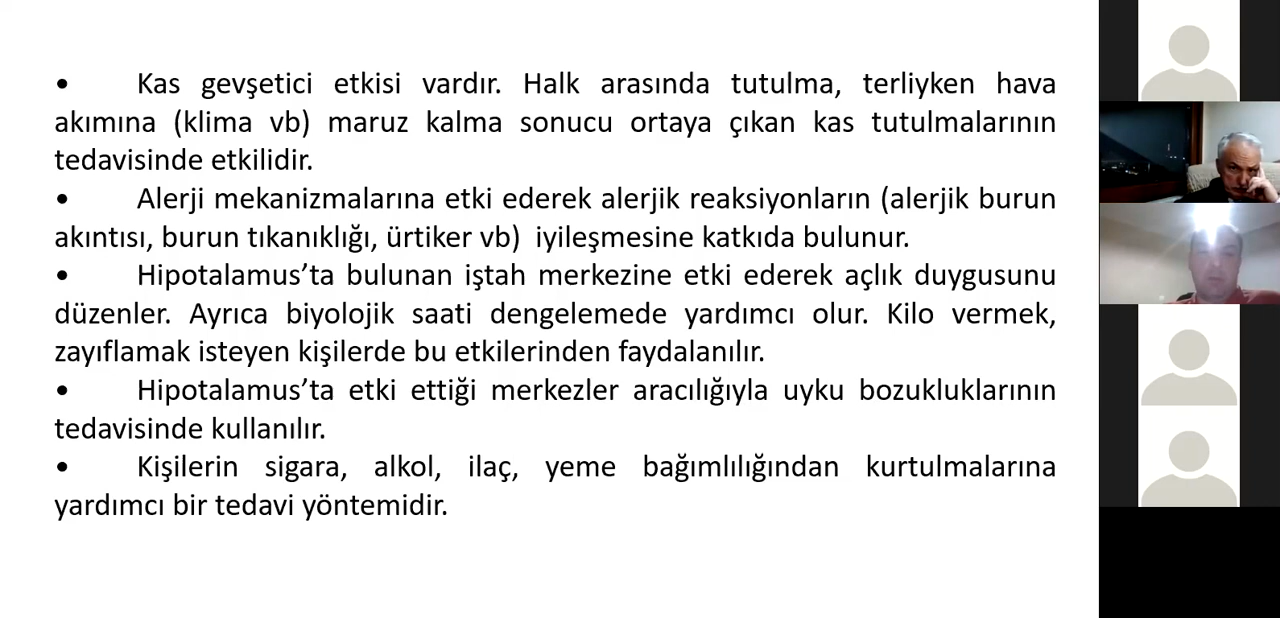 • Kas gevşetici etkisi vardır. Halk arasında tutulma, terliyken hava
akımına (klima vb) maruz kalma sonucu ortaya çıkan kas tutulmalarının
tedavisinde etkilidir.
• Alerji mekanizmalarına etki ederek alerjik reaksiyonların (alerjik burun
akıntısı, burun tıkanıklığı, ürtiker vb)  iyileşmesine katkıda bulunur.
• Hipotalamus’ta bulunan iştah merkezine etki ederek açlık duygusunu
düzenler. Ayrıca biyolojik saati dengelemede yardımcı olur. Kilo vermek,
zayıflamak isteyen kişilerde bu etkilerinden faydalanılır.
• Hipotalamus’ta etki ettiği merkezler aracılığıyla uyku bozukluklarının
tedavisinde kullanılır.
• Kişilerin sigara, alkol, ilaç, yeme bağımlılığından kurtulmalarına
yardımcı bir tedavi yöntemidir.